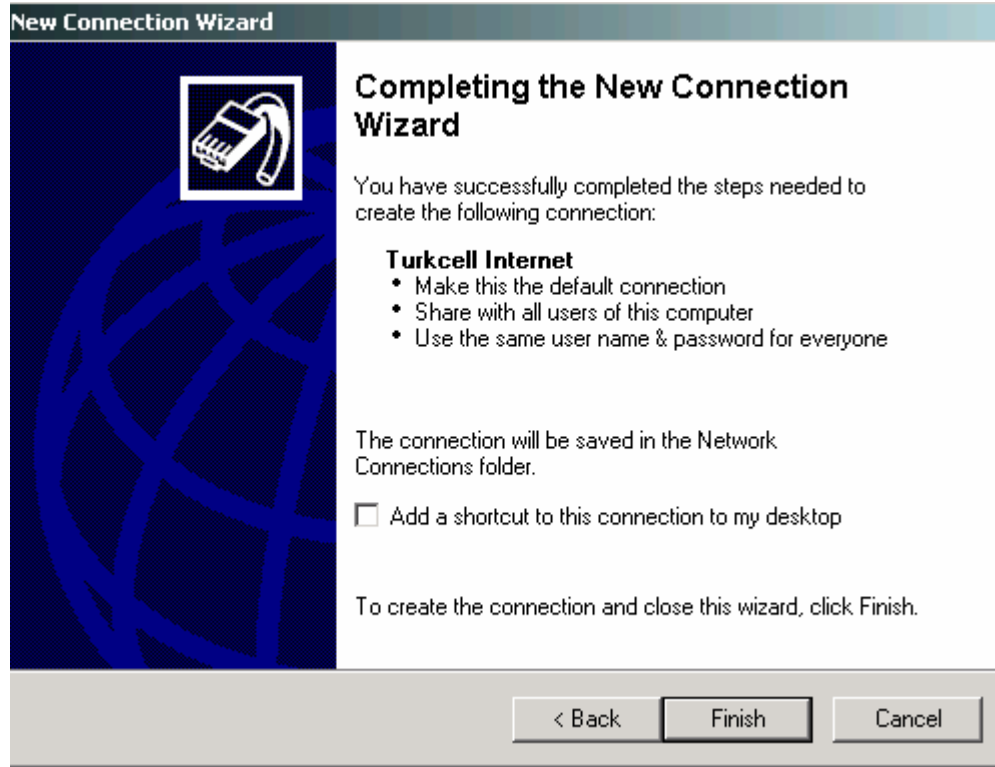 New Connection Wizard
Completing the New Connection
Wizard
You have successfully completed the steps needed to
create the following connection:
Turkcell Internet
• Make this the default connection
• Share with all users of this computer
• Use the same user name & password for everyone
The connection will be saved in the Network
Connections folder.
Add a shortcut to this connection to my desktop
To create the connection and close this wizard, click Finish.
< Back Finish Cancel